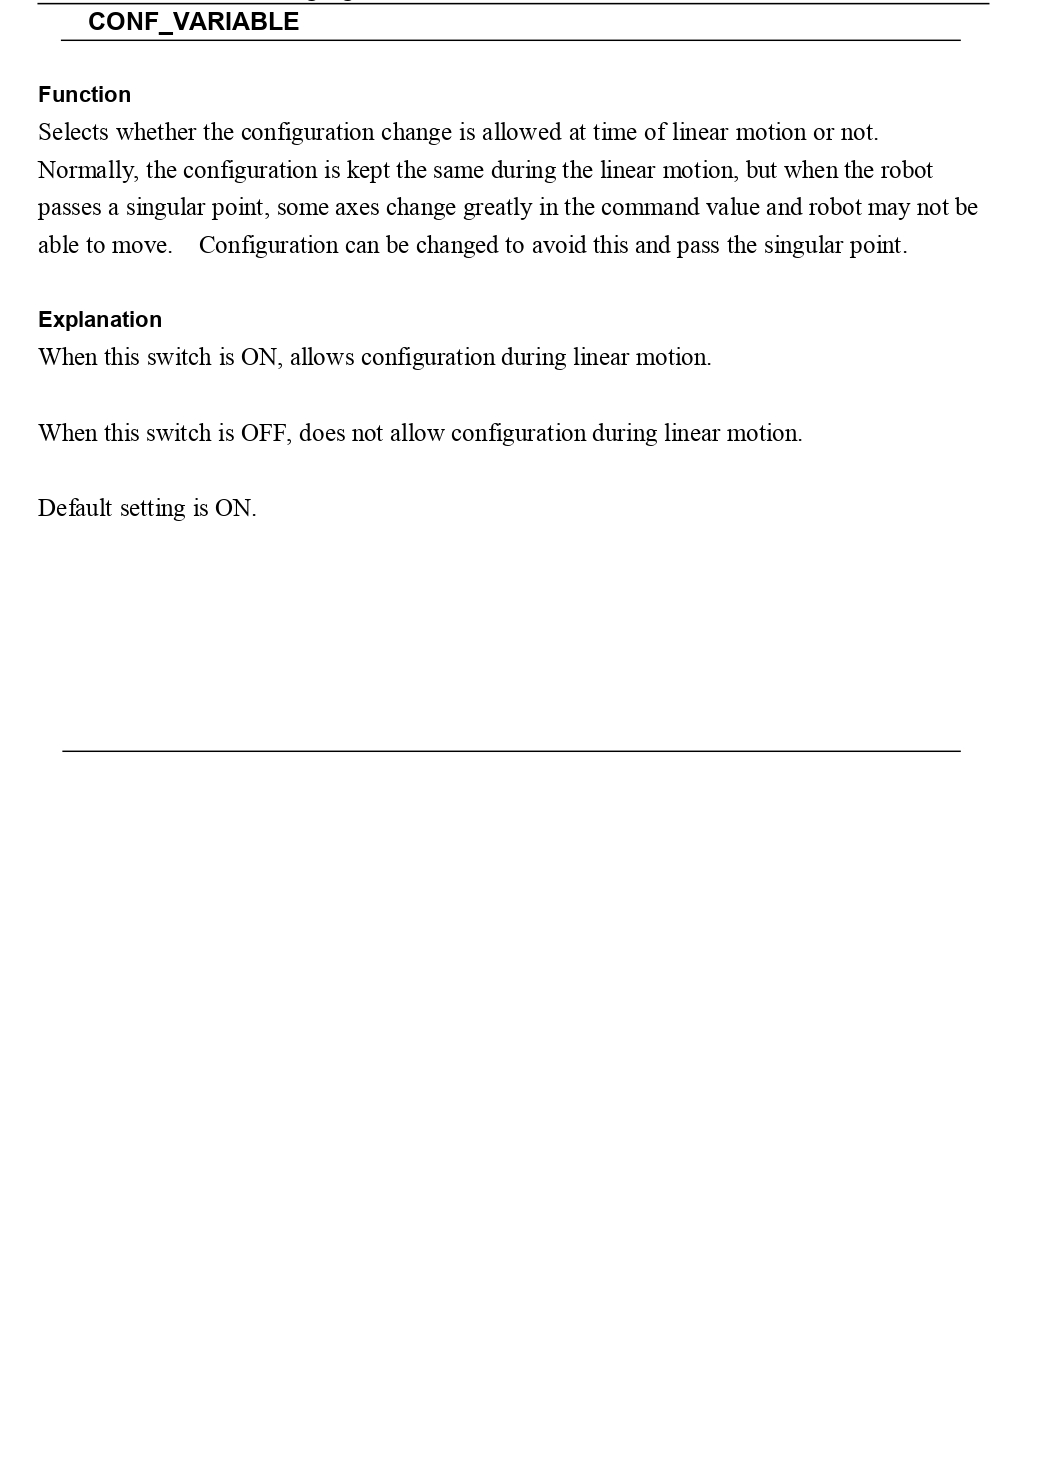 CONF_VARIABLE
Function
Selects whether the configuration change is allowed at time of linear motion or not.
Normally, the configuration is kept the same during the linear motion, but when the robot
passes a singular point, some axes change greatly in the command value and robot may not be
able to move. Configuration can be changed to avoid this and pass the singular point.
Explanation
When this switch is ON, allows configuration during linear motion.
When this switch is OFF, does not allow configuration during linear motion.
Default setting is ON.